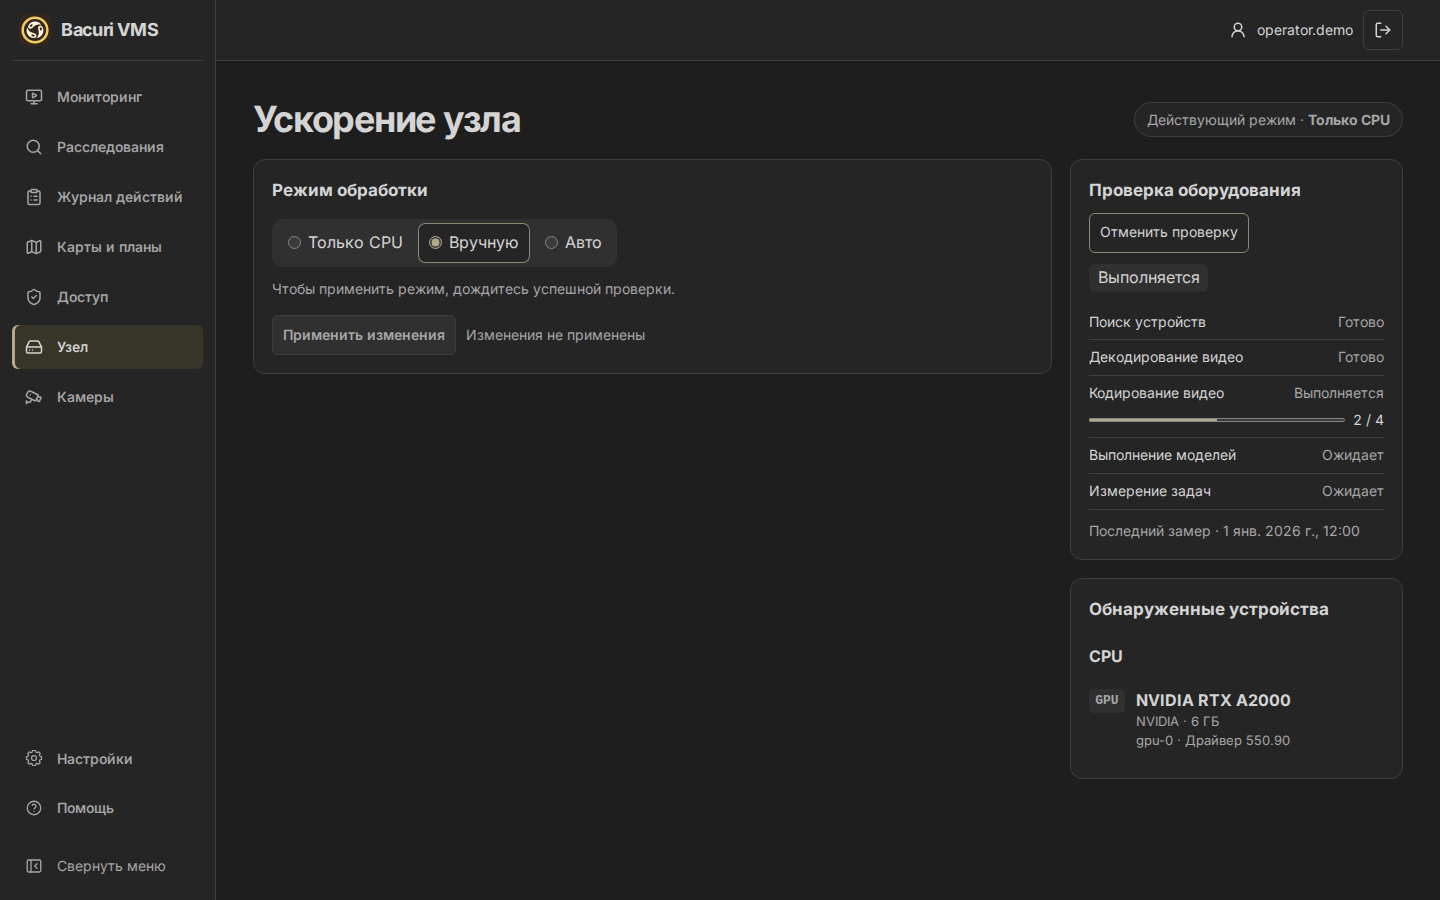 Bacuri VMS
operator.demo
Мониторинг
Расследования
Журнал действий
Карты и планы
Доступ
Узел
Камеры
Настройки
Помощь
Свернуть меню
Ускорение узла
Действующий режим · Только CPU
Режим обработки
Только CPU Вручную Авто
Чтобы применить режим, дождитесь успешной проверки.
Применить изменения Изменения не применены
Проверка оборудования
Отменить проверку
Выполняется
Поиск устройств Готово
Декодирование видео Готово
Кодирование видео Выполняется
2 / 4
Выполнение моделей Ожидает
Измерение задач Ожидает
Последний замер · 1 янв. 2026 г., 12:00
Обнаруженные устройства
CPU
GPU NVIDIA RTX A2000
NVIDIA · 6 ГБ
gpu-0 · Драйвер 550.90